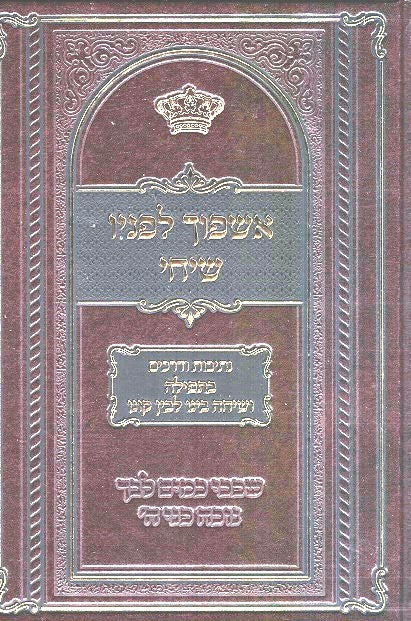 אשפוך לפניו
שיחי
נתיבות ודרכים
בתפילה
ושיחה בינו לבין קונו
שפכי כמים לבך
נוכח פני ה'